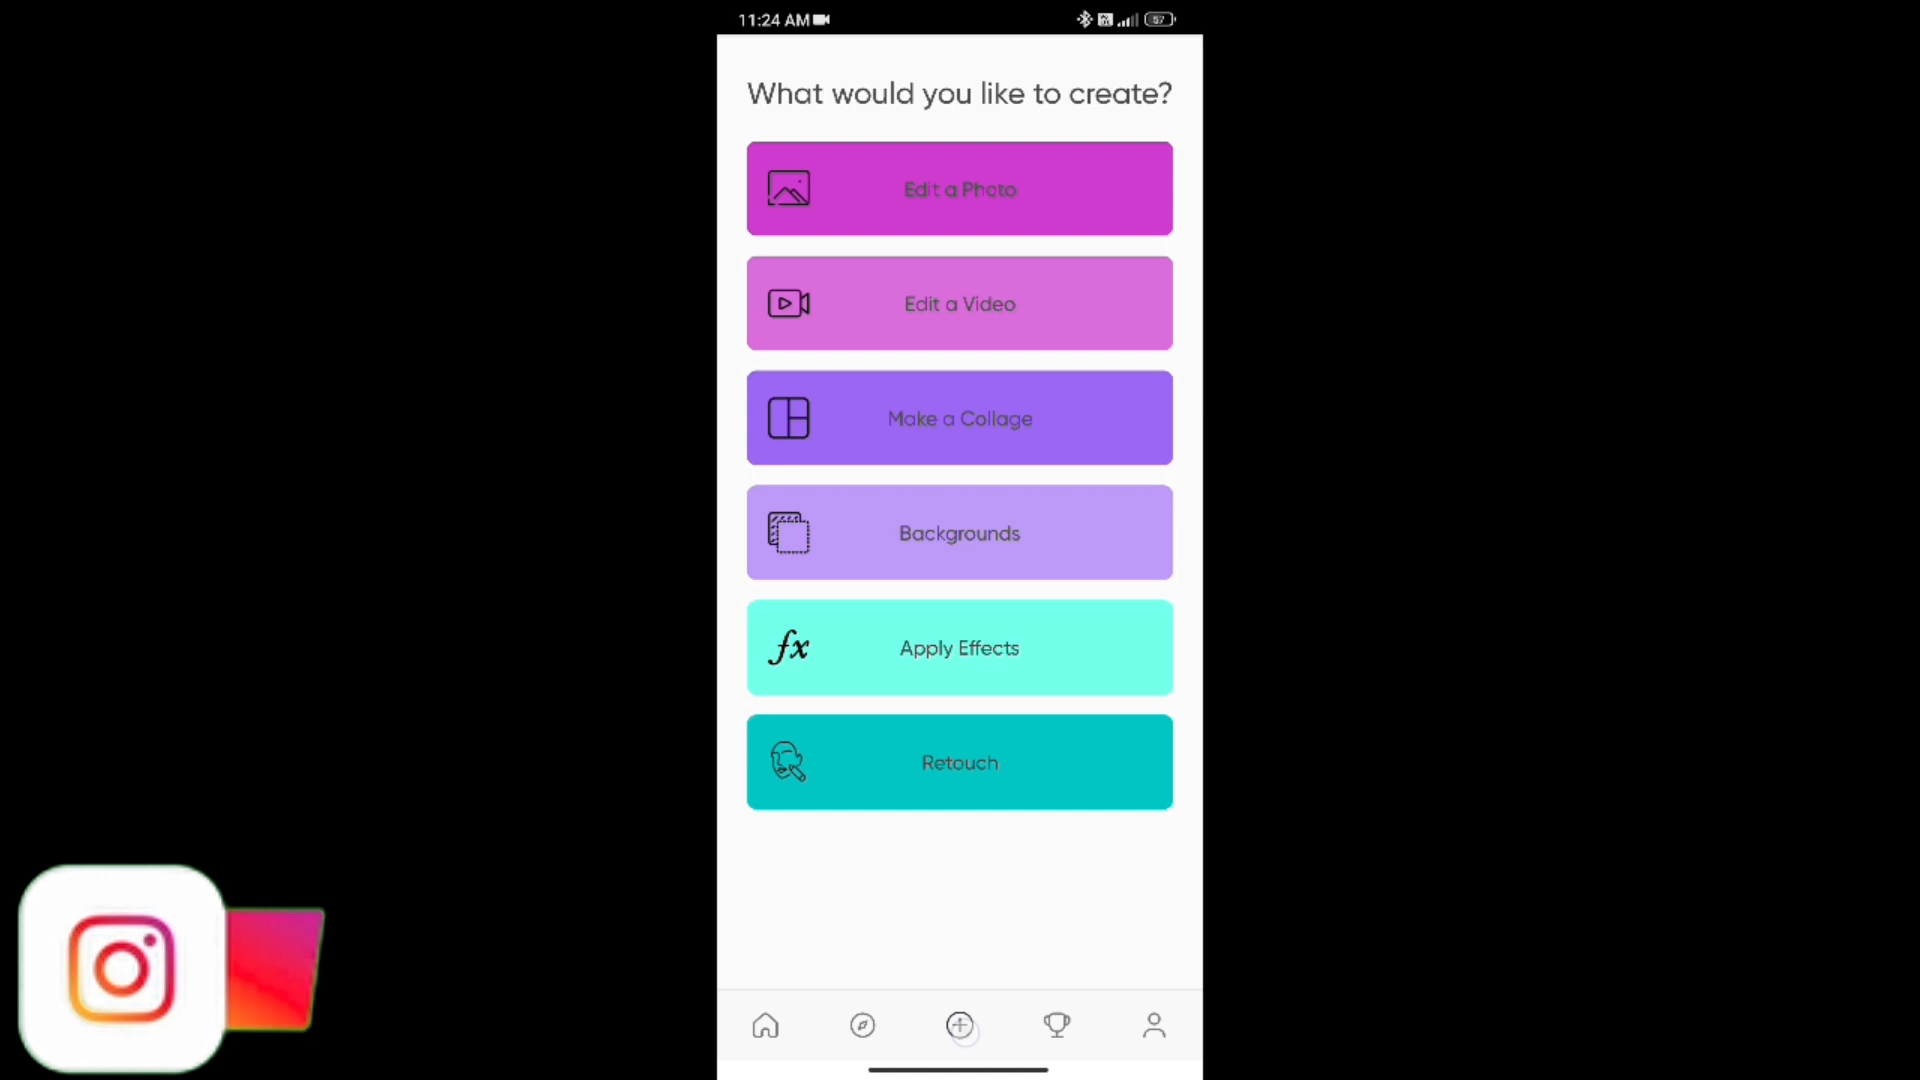 11:24 AM
57
What would you like to create?
Edit a Photo
Edit a Video
Make a Collage
Backgrounds
fx
Apply Effects
Retouch